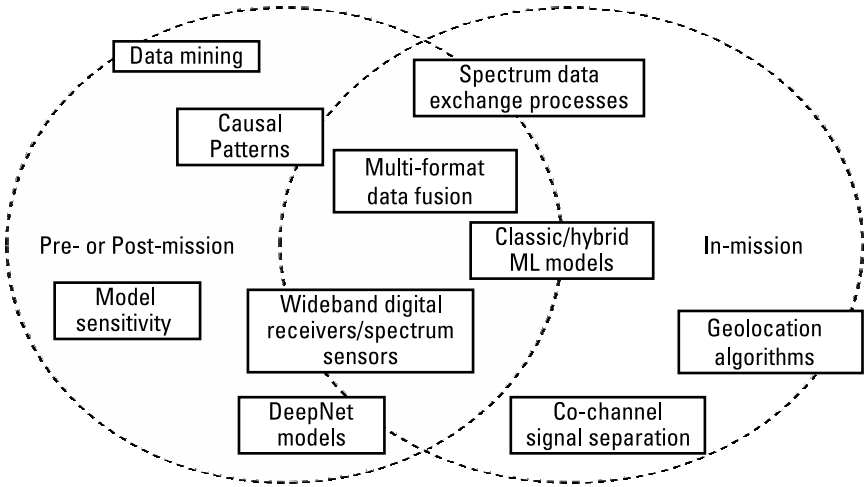 Data mining
Spectrum data
exchange processes
Causal
Patterns
Multi-format
data fusion
Pre- or Post-mission
Classic/hybrid
ML models
In-mission
Model
sensitivity
Wideband digital
receivers/spectrum
sensors
Geolocation
algorithms
DeepNet
models
Co-channel
signal separation